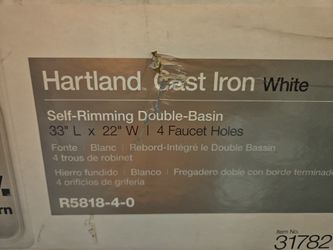 Hartland Cast Iron White
Self-Rimming Double-Basin
33" L x 22" W | 4 Faucet Holes
Fonte | Blanc | Rebord-Intégré le Double Bassin
4 trous de robinet
Hierro fundido | Blanco | Fregadero doble con borde
4 orificios de grifería
R5818-4-0
Item No.
31782